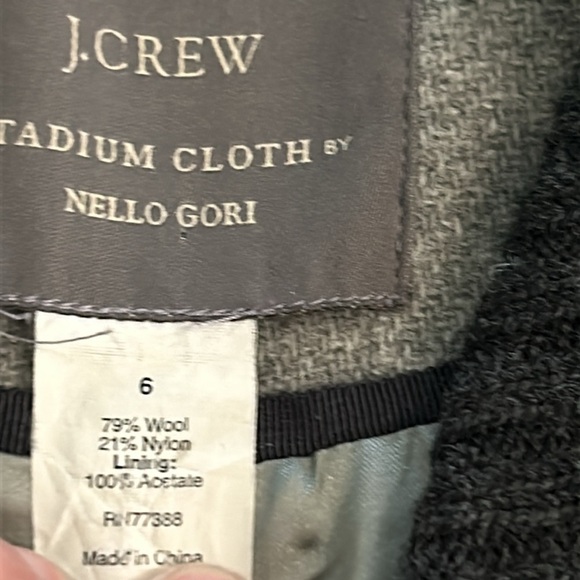 J.CREW
TADIUM CLOTH BY
NELLO GORI
6
79% Wool
21% Nylon
Lining:
100% Acetate
RN77388
Made in China